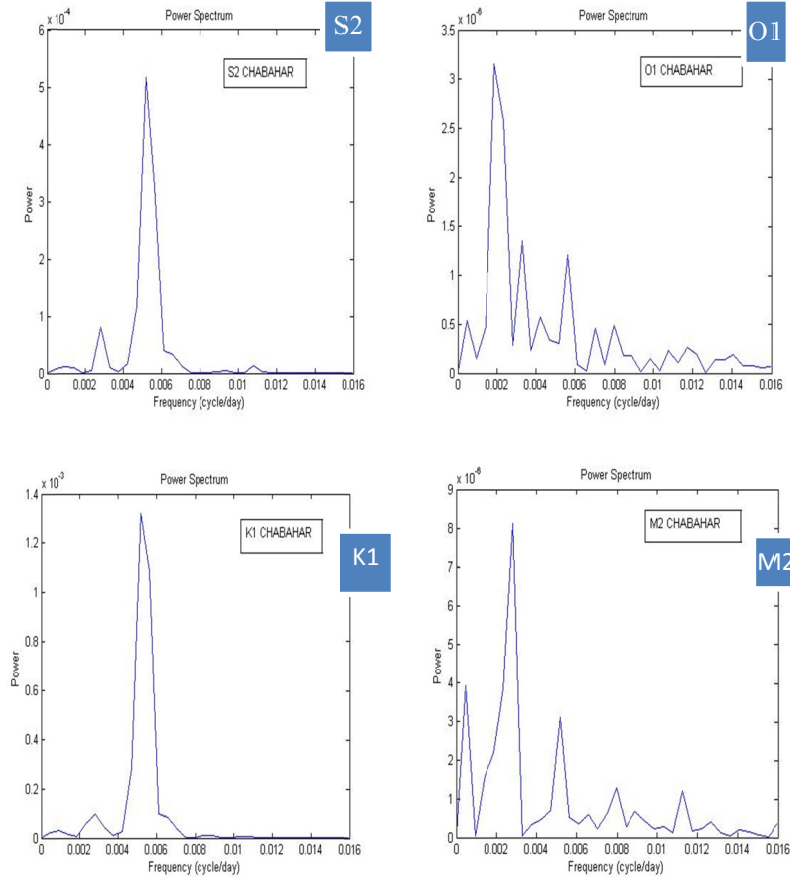 S2
Power Spectrum
x 10-4
S2 CHABAHAR
6
5
4
3
2
1
0
Power
0 0.002 0.004 0.006 0.008 0.01 0.012 0.014 0.016
Frequency (cycle/day)
O1
Power Spectrum
x 10-6
O1 CHABAHAR
3.5
3
2.5
2
1.5
1
0.5
0
Power
0 0.002 0.004 0.006 0.008 0.01 0.012 0.014 0.016
Frequency (cycle/day)
K1
Power Spectrum
x 10-3
K1 CHABAHAR
1.4
1.2
1
0.8
0.6
0.4
0.2
0
Power
0 0.002 0.004 0.006 0.008 0.01 0.012 0.014 0.016
Frequency (cycle/day)
M2
Power Spectrum
x 10-6
M2 CHABAHAR
9
8
7
6
5
4
3
2
1
0
Power
0 0.002 0.004 0.006 0.008 0.01 0.012 0.014 0.016
Frequency (cycle/day)